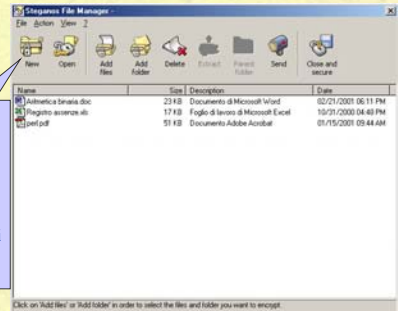 Steganos File Manager -
File Action View ?
New Open Add files Add folder Delete Extract Parent folder Send Close and secure
Name Size Description Date
Aritmetica binaria.doc 23 KB Documento di Microsoft Word 02/21/2001 06:11 PM
Registro assenze.xls 17 KB Foglio di lavoro di Microsoft Excel 10/31/2000 04:48 PM
perl.pdf 51 KB Documento Adobe Acrobat 01/15/2001 09:44 AM
Click on 'Add files' or 'Add folder' in order to select the files and folder you want to encrypt.